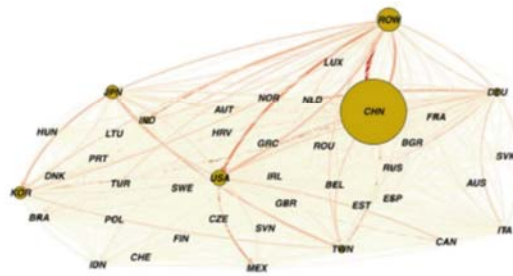 ROW
LUX
JPN
NOR
NLD
DEU
IND
AUT
CHN
FRA
HUN
LTU
HRV
GRC
ROU
BGR
PRT
SVK
DNK
TUR
SWE
USA
IRL
RUS
KOR
BEL
AUS
BRA
POL
CZE
GBR
EST
ESP
SVN
ITA
FIN
TWN
CAN
IDN
CHE
MEX